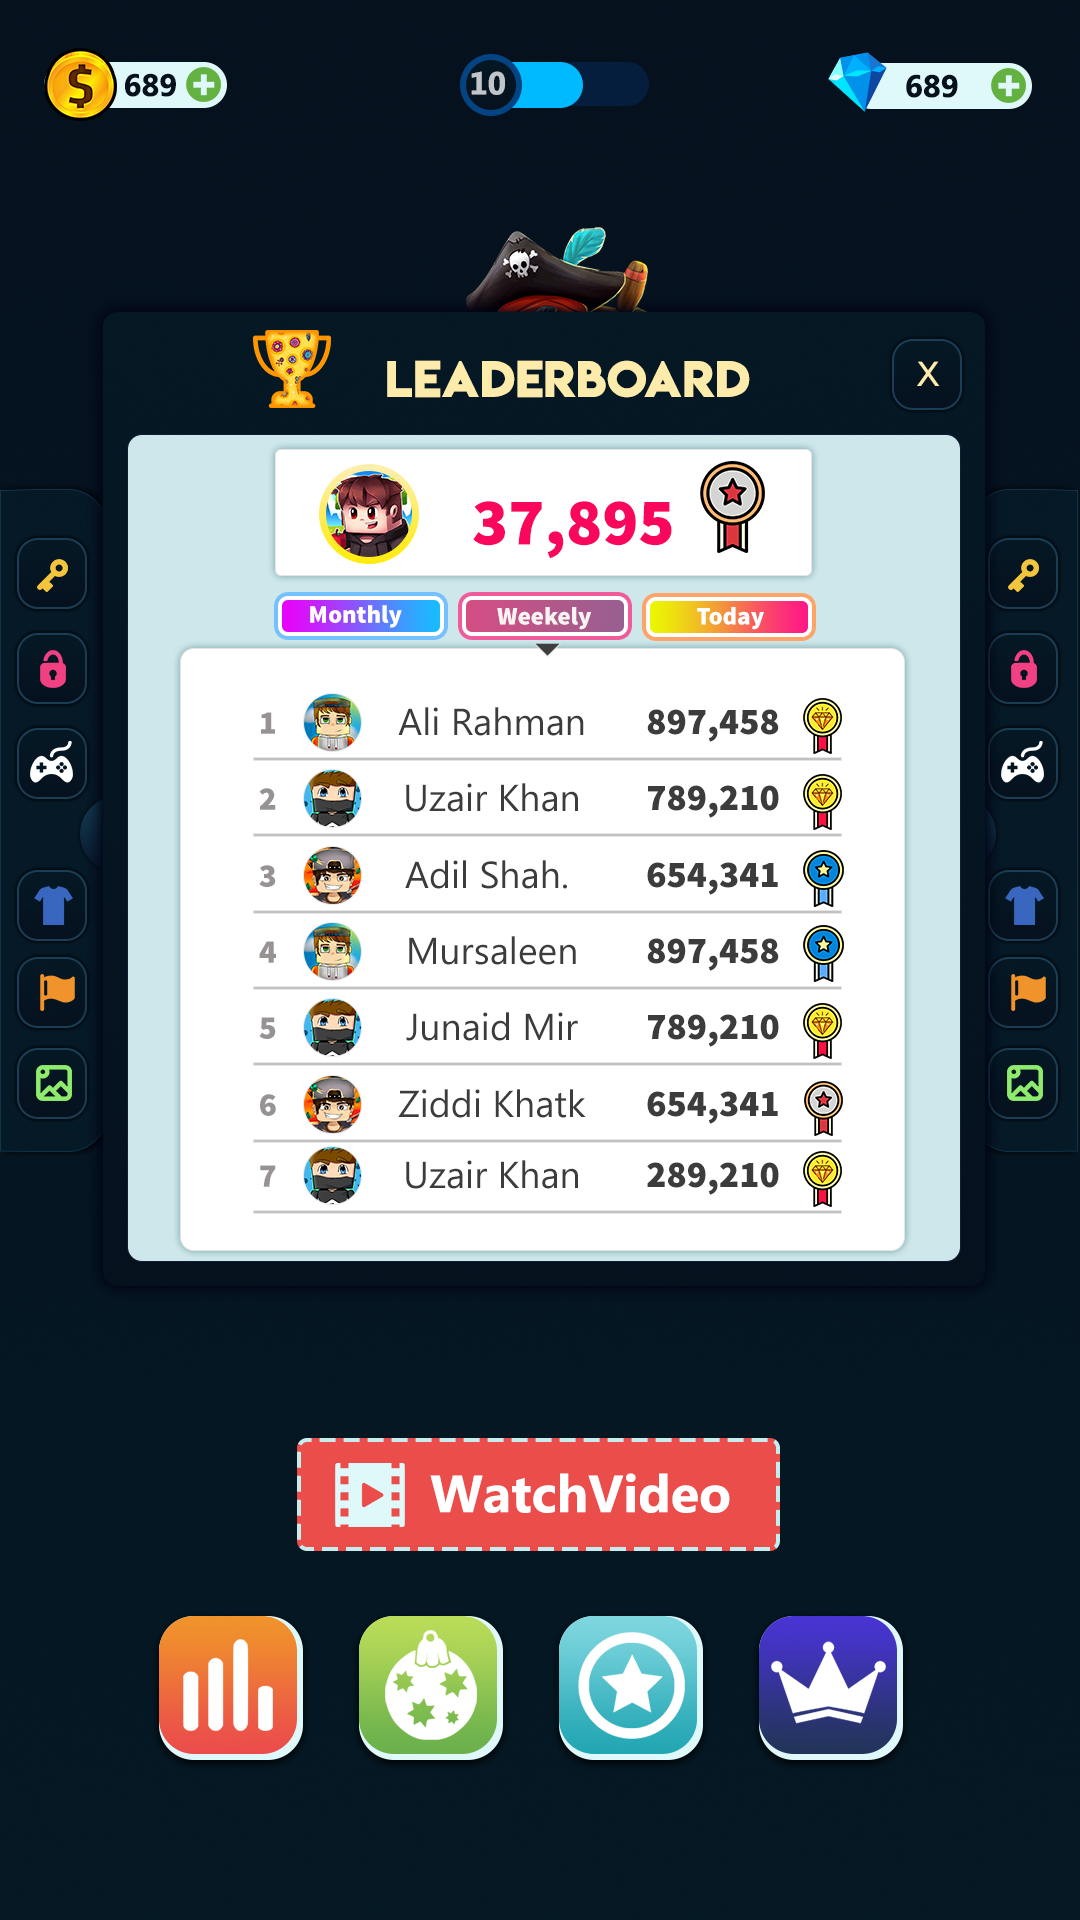 $ 689 10 689
LEADERBOARD X
37,895
Monthly Weekely Today
1 Ali Rahman 897,458
2 Uzair Khan 789,210
3 Adil Shah. 654,341
4 Mursaleen 897,458
5 Junaid Mir 789,210
6 Ziddi Khatk 654,341
7 Uzair Khan 289,210
WatchVideo